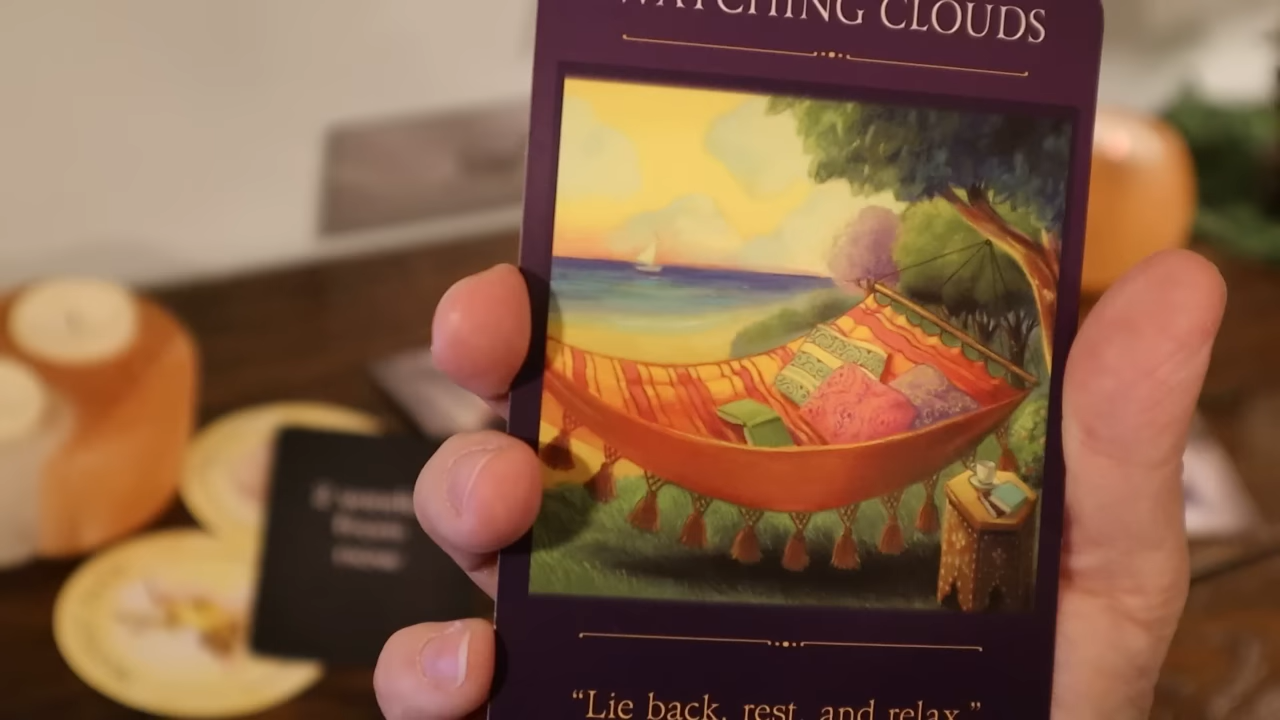 WATCHING CLOUDS
"Lie back, rest, and relax."